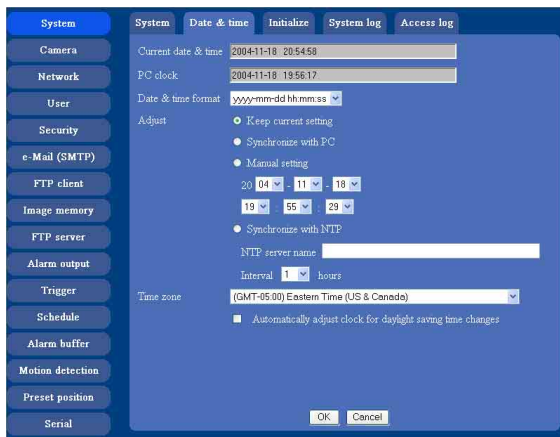 System
Camera
Network
User
Security
e-Mail (SMTP)
FTP client
Image memory
FTP server
Alarm output
Trigger
Schedule
Alarm buffer
Motion detection
Preset position
Serial
System Date & time Initialize System log Access log
Current date & time 2004-11-18 20:54:58
PC clock 2004-11-18 19:56:17
Date & time format yyyy-mm-dd hh:mm:ss
Adjust Keep current setting
Synchronize with PC
Manual setting
20 04 - 11 - 18
19 : 55 : 29
Synchronize with NTP
NTP server name
Interval 1 hours
Time zone (GMT-05:00) Eastern Time (US & Canada)
Automatically adjust clock for daylight saving time changes
OK Cancel